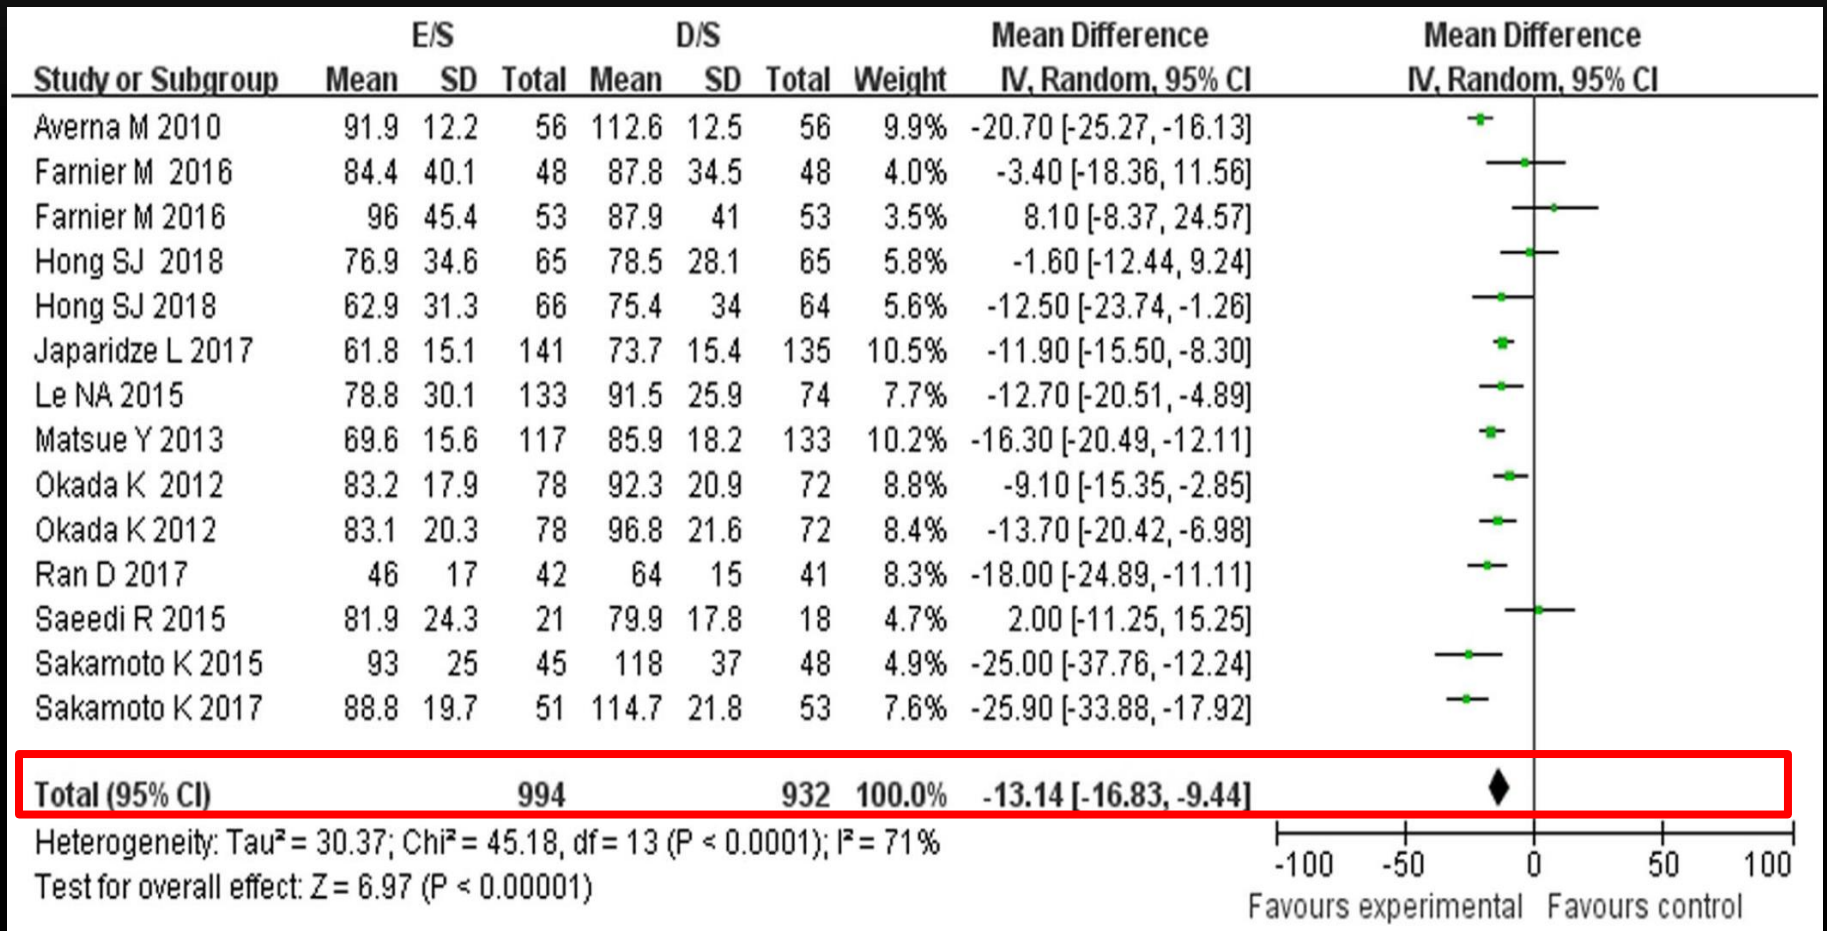 E/S D/S Mean Difference Mean Difference
Study or Subgroup Mean SD Total Mean SD Total Weight IV, Random, 95% CI IV, Random, 95% CI
Averna M 2010 91.9 12.2 56 112.6 12.5 56 9.9% -20.70 [-25.27, -16.13]
Farnier M 2016 84.4 40.1 48 87.8 34.5 48 4.0% -3.40 [-18.36, 11.56]
Farnier M 2016 96 45.4 53 87.9 41 53 3.5% 8.10 [-8.37, 24.57]
Hong SJ 2018 76.9 34.6 65 78.5 28.1 65 5.8% -1.60 [-12.44, 9.24]
Hong SJ 2018 62.9 31.3 66 75.4 34 64 5.6% -12.50 [-23.74, -1.26]
Japaridze L 2017 61.8 15.1 141 73.7 15.4 135 10.5% -11.90 [-15.50, -8.30]
Le NA 2015 78.8 30.1 133 91.5 25.9 74 7.7% -12.70 [-20.51, -4.89]
Matsue Y 2013 69.6 15.6 117 85.9 18.2 133 10.2% -16.30 [-20.49, -12.11]
Okada K 2012 83.2 17.9 78 92.3 20.9 72 8.8% -9.10 [-15.35, -2.85]
Okada K 2012 83.1 20.3 78 96.8 21.6 72 8.4% -13.70 [-20.42, -6.98]
Ran D 2017 46 17 42 64 15 41 8.3% -18.00 [-24.89, -11.11]
Saeedi R 2015 81.9 24.3 21 79.9 17.8 18 4.7% 2.00 [-11.25, 15.25]
Sakamoto K 2015 93 25 45 118 37 48 4.9% -25.00 [-37.76, -12.24]
Sakamoto K 2017 88.8 19.7 51 114.7 21.8 53 7.6% -25.90 [-33.88, -17.92]
Total (95% CI) 994 932 100.0% -13.14 [-16.83, -9.44]
Heterogeneity: Tau² = 30.37; Chi² = 45.18, df = 13 (P < 0.0001); I² = 71%
Test for overall effect: Z = 6.97 (P < 0.00001)
-100 -50 0 50 100
Favours experimental Favours control